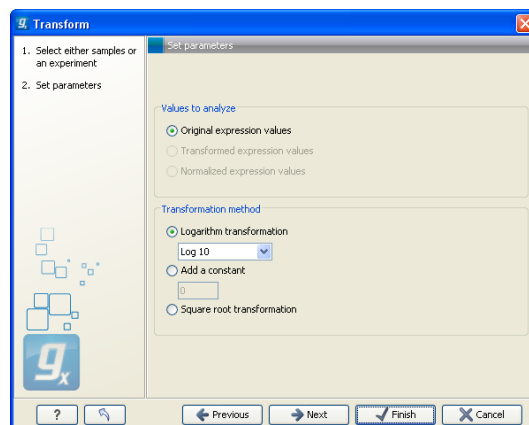 Transform
1. Select either samples or
an experiment
2. Set parameters
Set parameters
Values to analyze
Original expression values
Transformed expression values
Normalized expression values
Transformation method
Logarithm transformation
Log 10
Add a constant
0
Square root transformation
gx
? Previous Next Finish Cancel